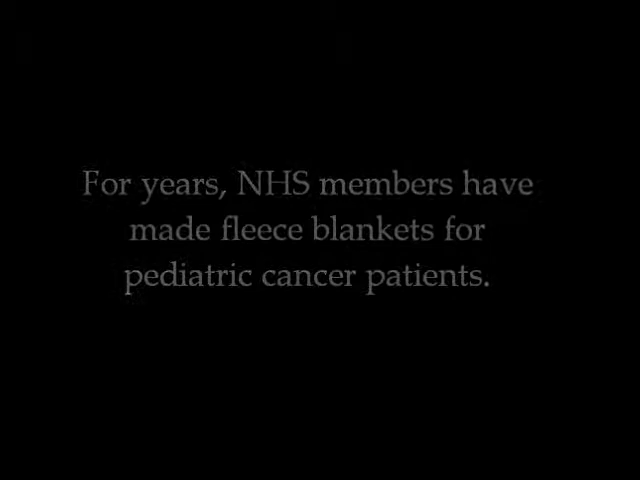 For years, NHS members have
made fleece blankets for
pediatric cancer patients.